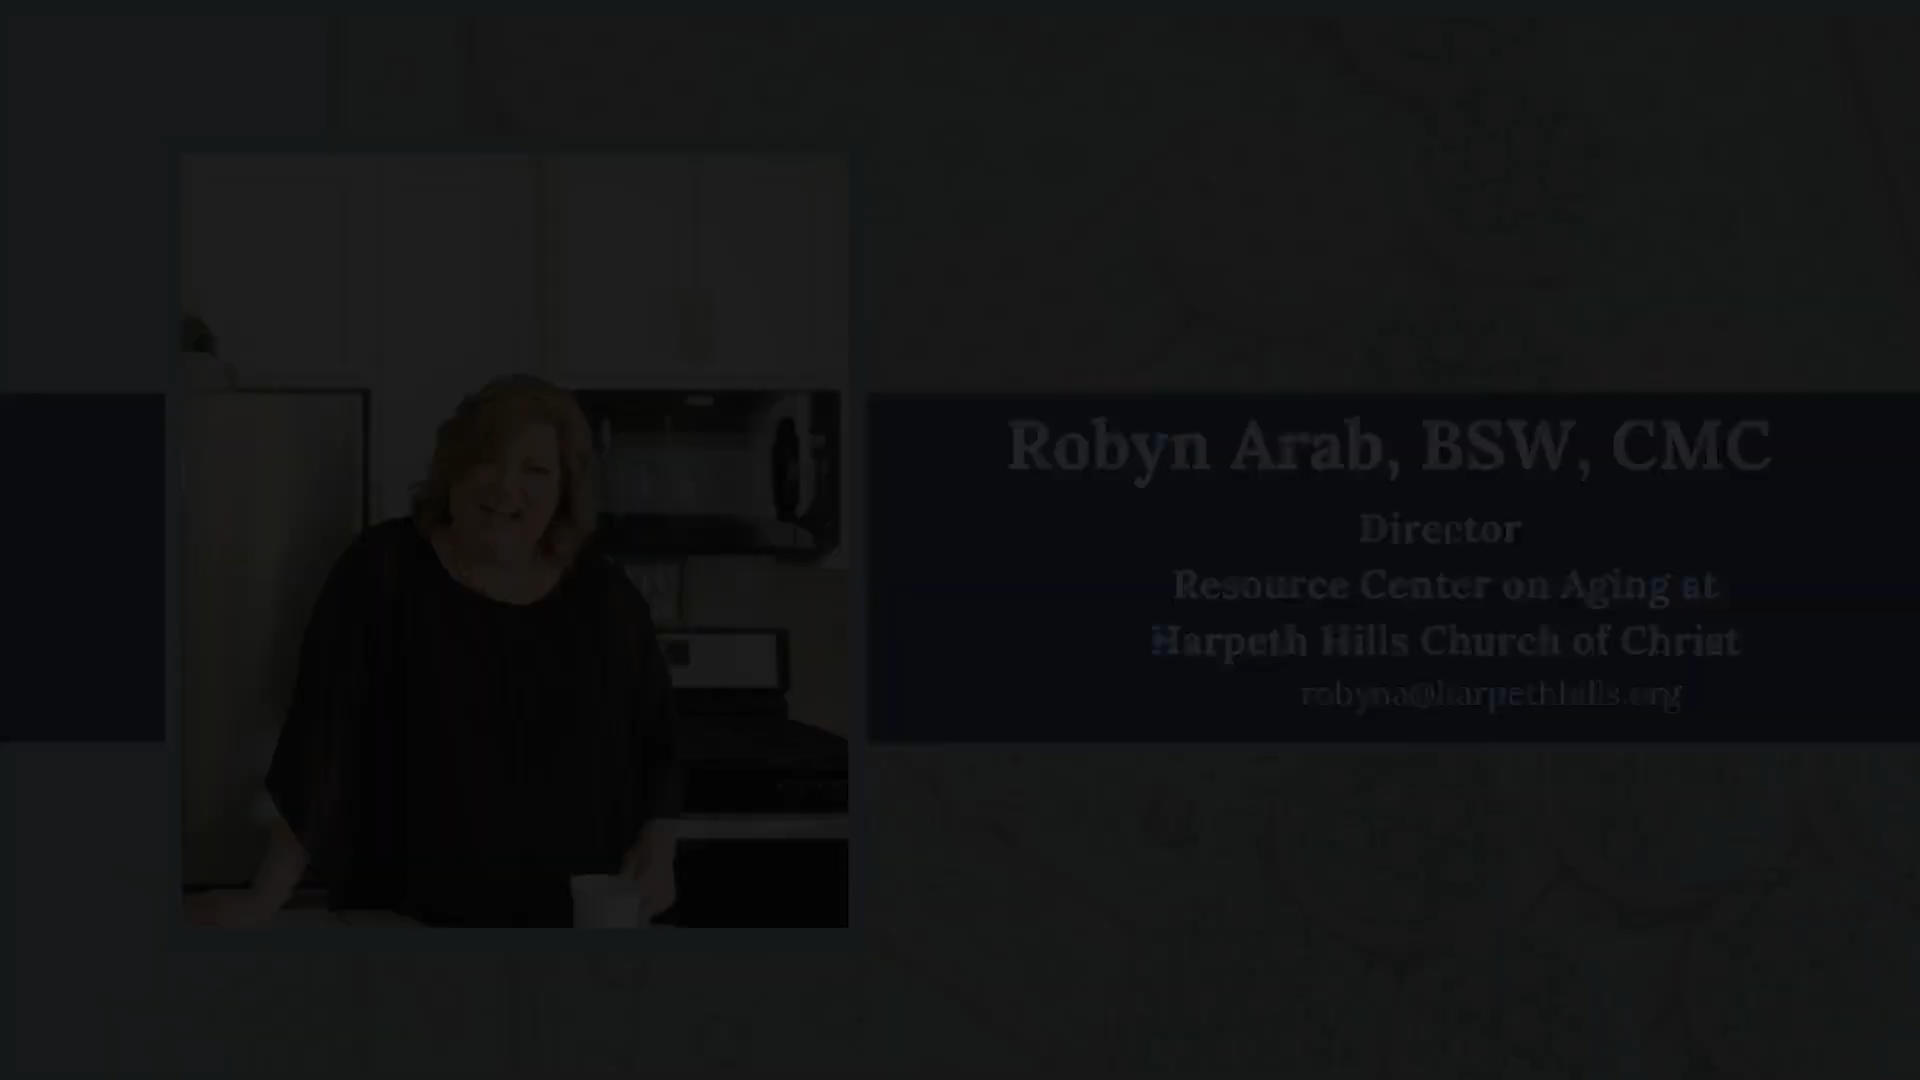 Robyn Arab, BSW, CMC
Director
Resource Center on Aging at
Harpeth Hills Church of Christ
robyna@harpethhills.org